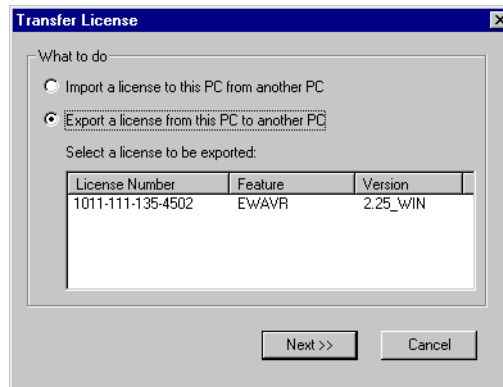 Transfer License
What to do
Import a license to this PC from another PC
Export a license from this PC to another PC
Select a license to be exported:
License Number Feature Version
1011-111-135-4502 EWAVR 2.25_WIN
Next >> Cancel